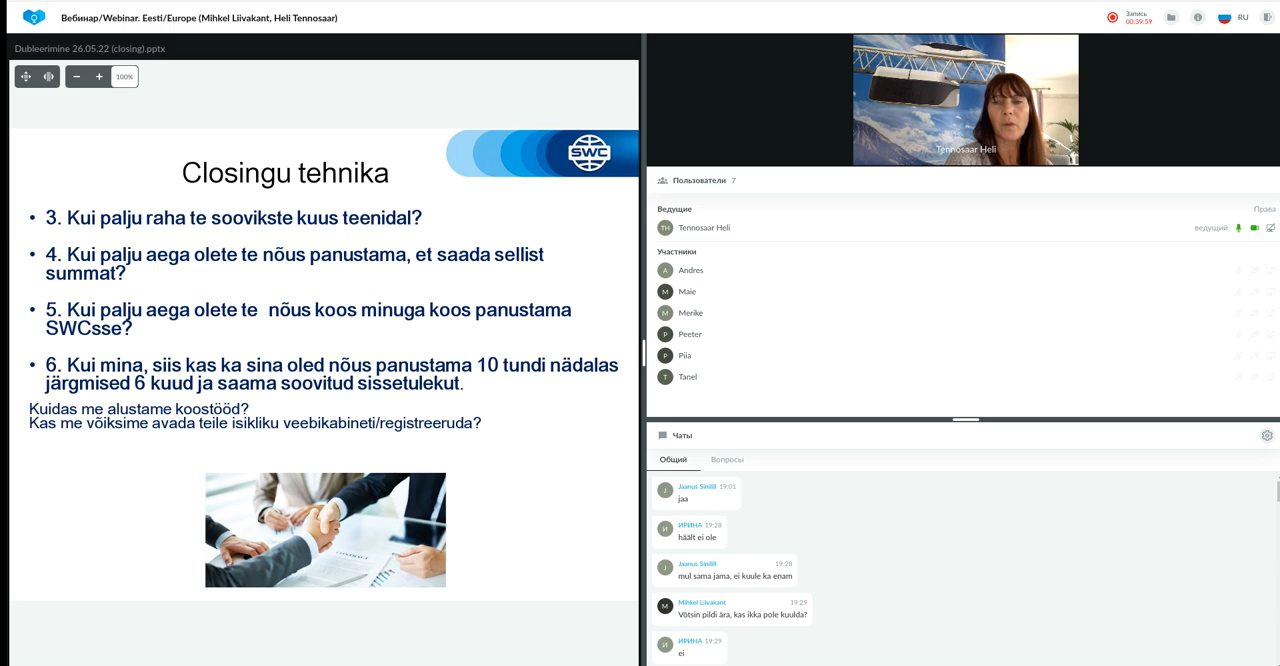 Вебинар/Webinar. Eesti/Europe (Mihkel Liivakant, Heli Tennosaar)
Запись
00:39:59
RU
Dubleerimine 26.05.22 (closing).pptx
100%
SWC
Closingu tehnika
• 3. Kui palju raha te soovikste kuus teenidal?
• 4. Kui palju aega olete te nõus panustama, et saada sellist
summat?
• 5. Kui palju aega olete te nõus koos minuga koos panustama
SWCsse?
• 6. Kui mina, siis kas ka sina oled nõus panustama 10 tundi nädalas
järgmised 6 kuud ja saama soovitud sissetulekut.
Kuidas me alustame koostööd?
Kas me võiksime avada teile isikliku veebikabineti/registreeruda?
CONTRACT
Tennosaar Heli
Пользователи 7
Ведущие Права
TH Tennosaar Heli ведущий
Участники
A Andres
M Maie
M Merike
P Peeter
P Piia
T Tanel
Чаты
Общий Вопросы
J Jaanus Sinilill 19:01
jaa
И ИРИНА 19:28
häält ei ole
J Jaanus Sinilill 19:28
mul sama jama, ei kuule ka enam
M Mihkel Liivakant 19:29
Võtsin pildi ära, kas ikka pole kuulda?
И ИРИНА 19:29
ei